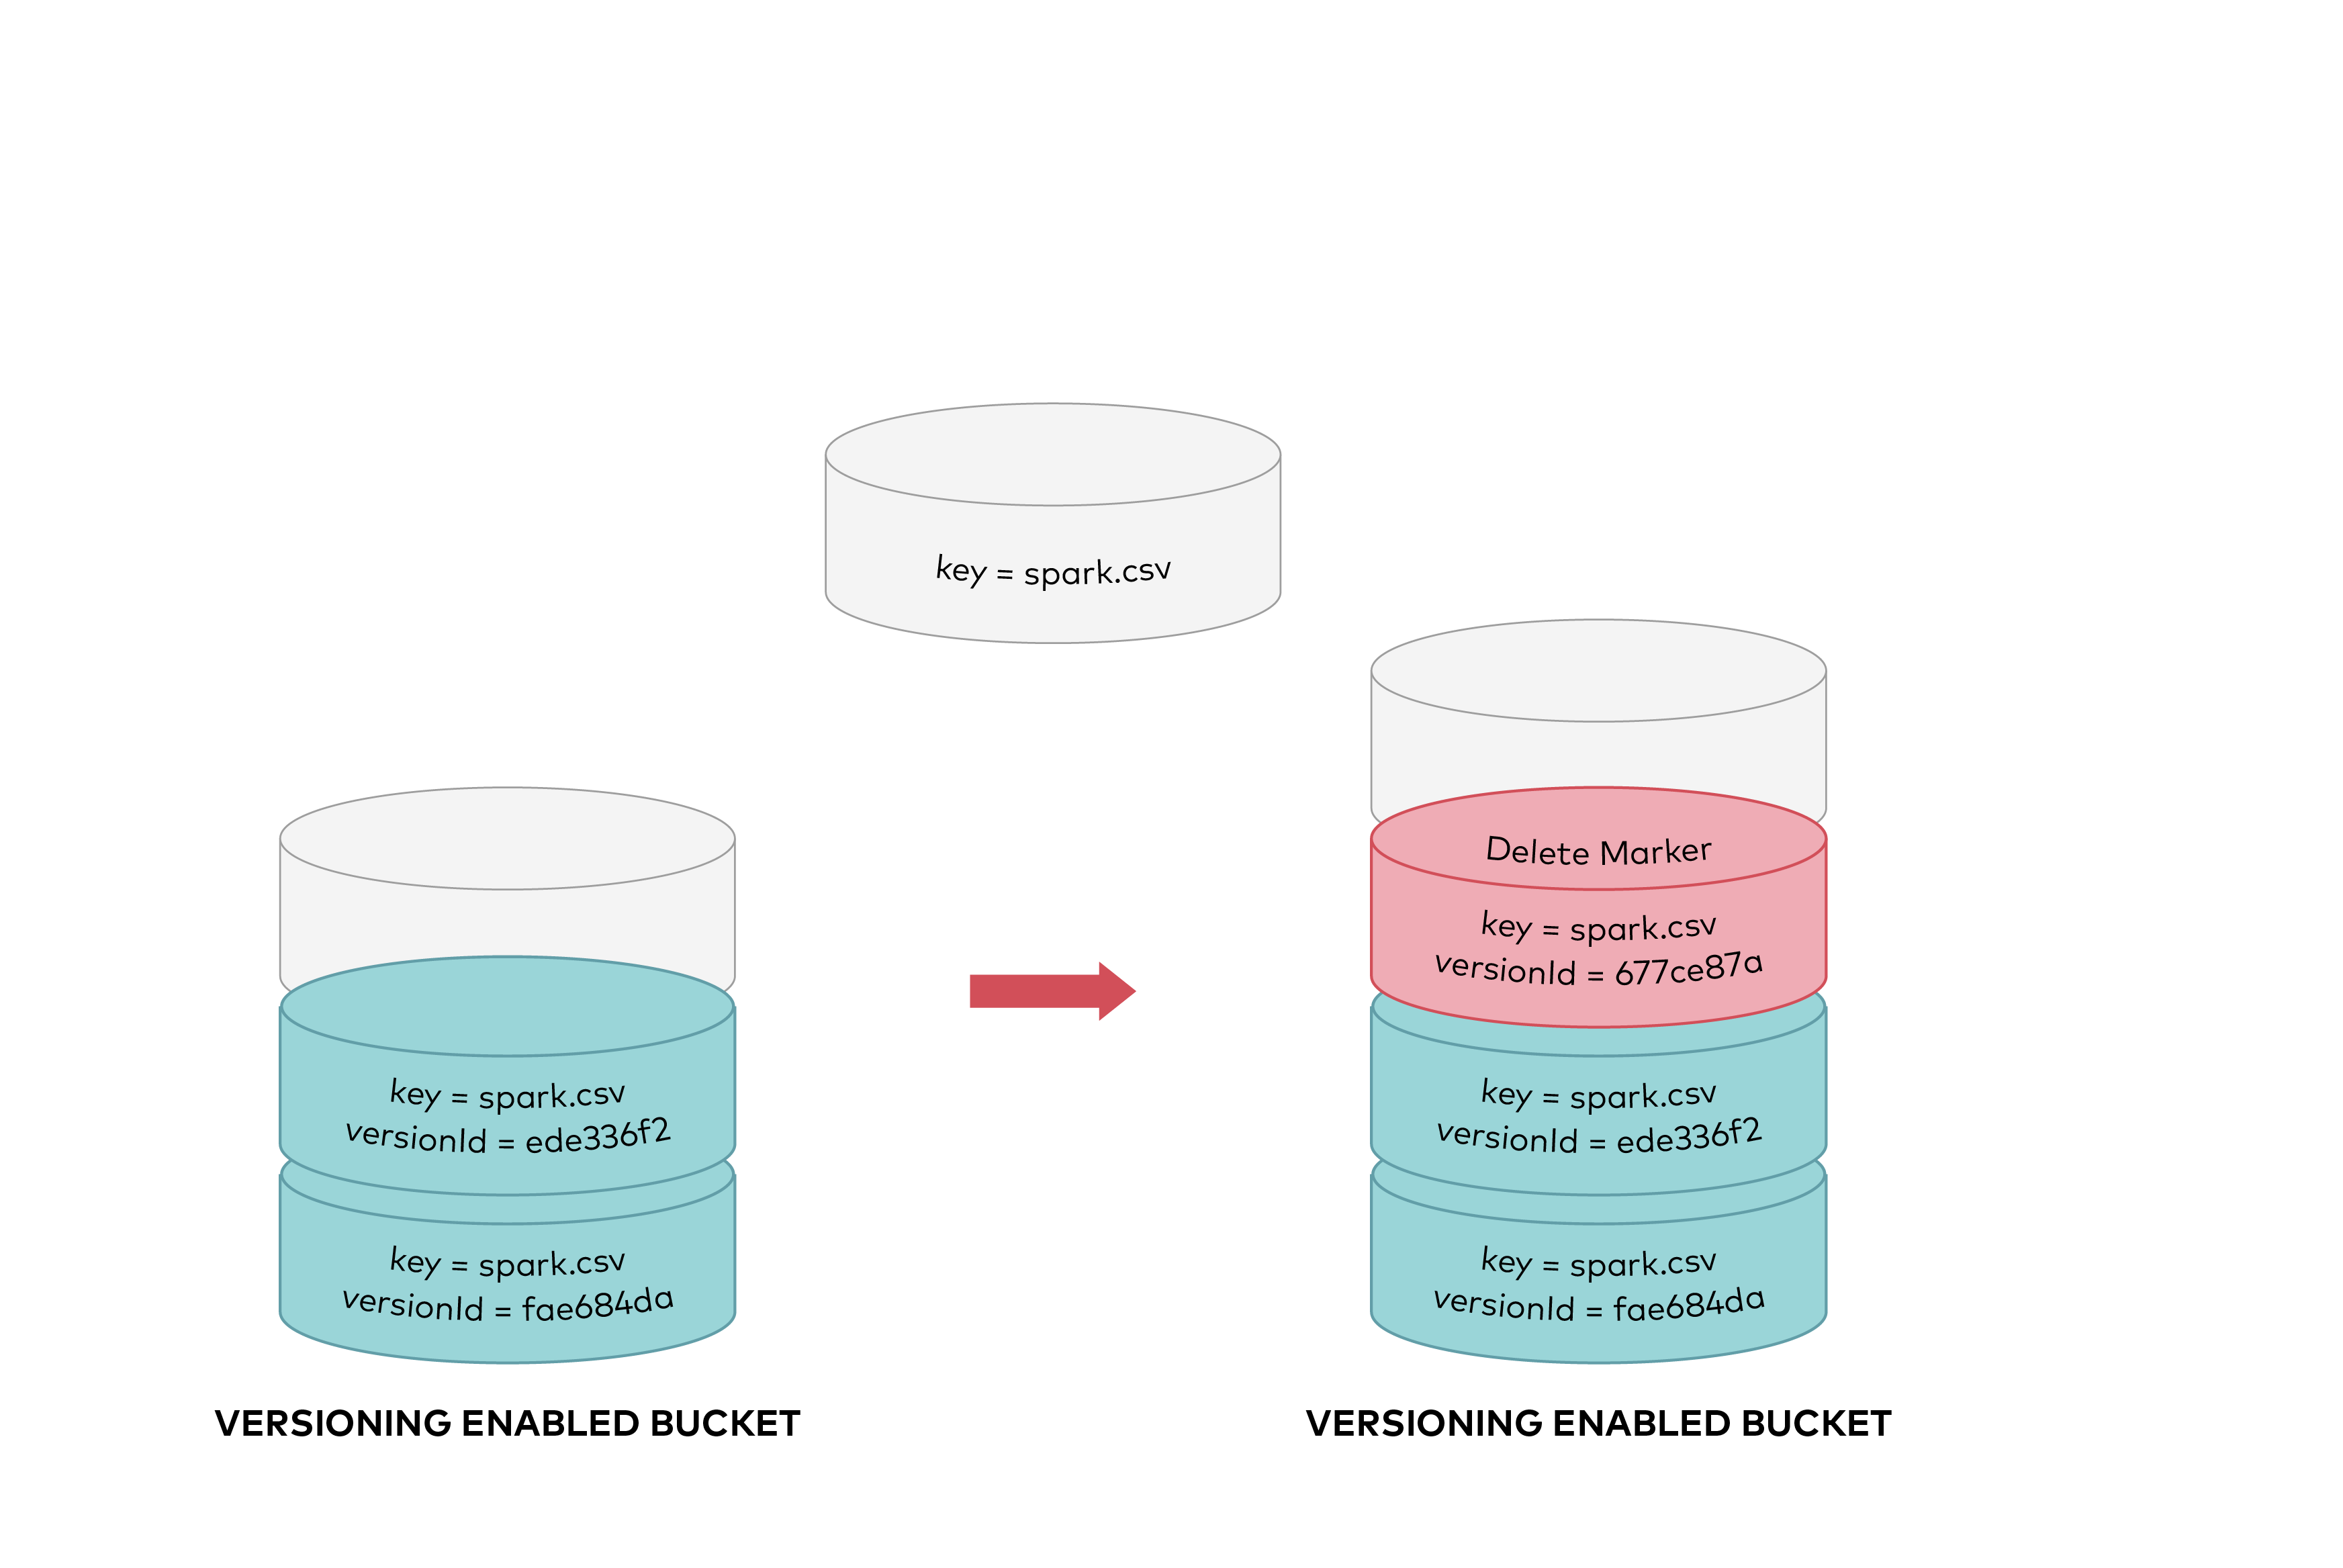 key = spark.csv
key = spark.csv
versionId = ede336f2
key = spark.csv
versionId = fae684da
VERSIONING ENABLED BUCKET
Delete Marker
key = spark.csv
versionId = 677ce87a
key = spark.csv
versionId = ede336f2
key = spark.csv
versionId = fae684da
VERSIONING ENABLED BUCKET